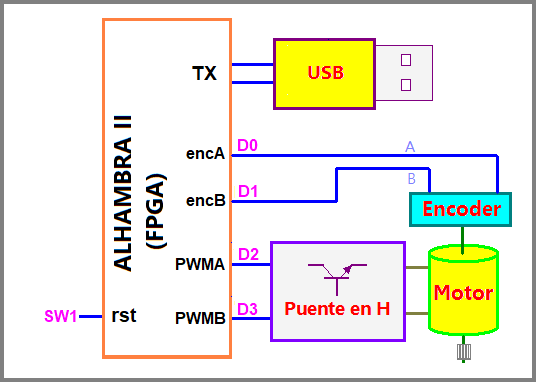 ALHAMBRA II
(FPGA)
TX
USB
encA
D0
A
encB
D1
B
Encoder
PWMA
D2
Puente en H
Motor
PWMB
D3
SW1
rst